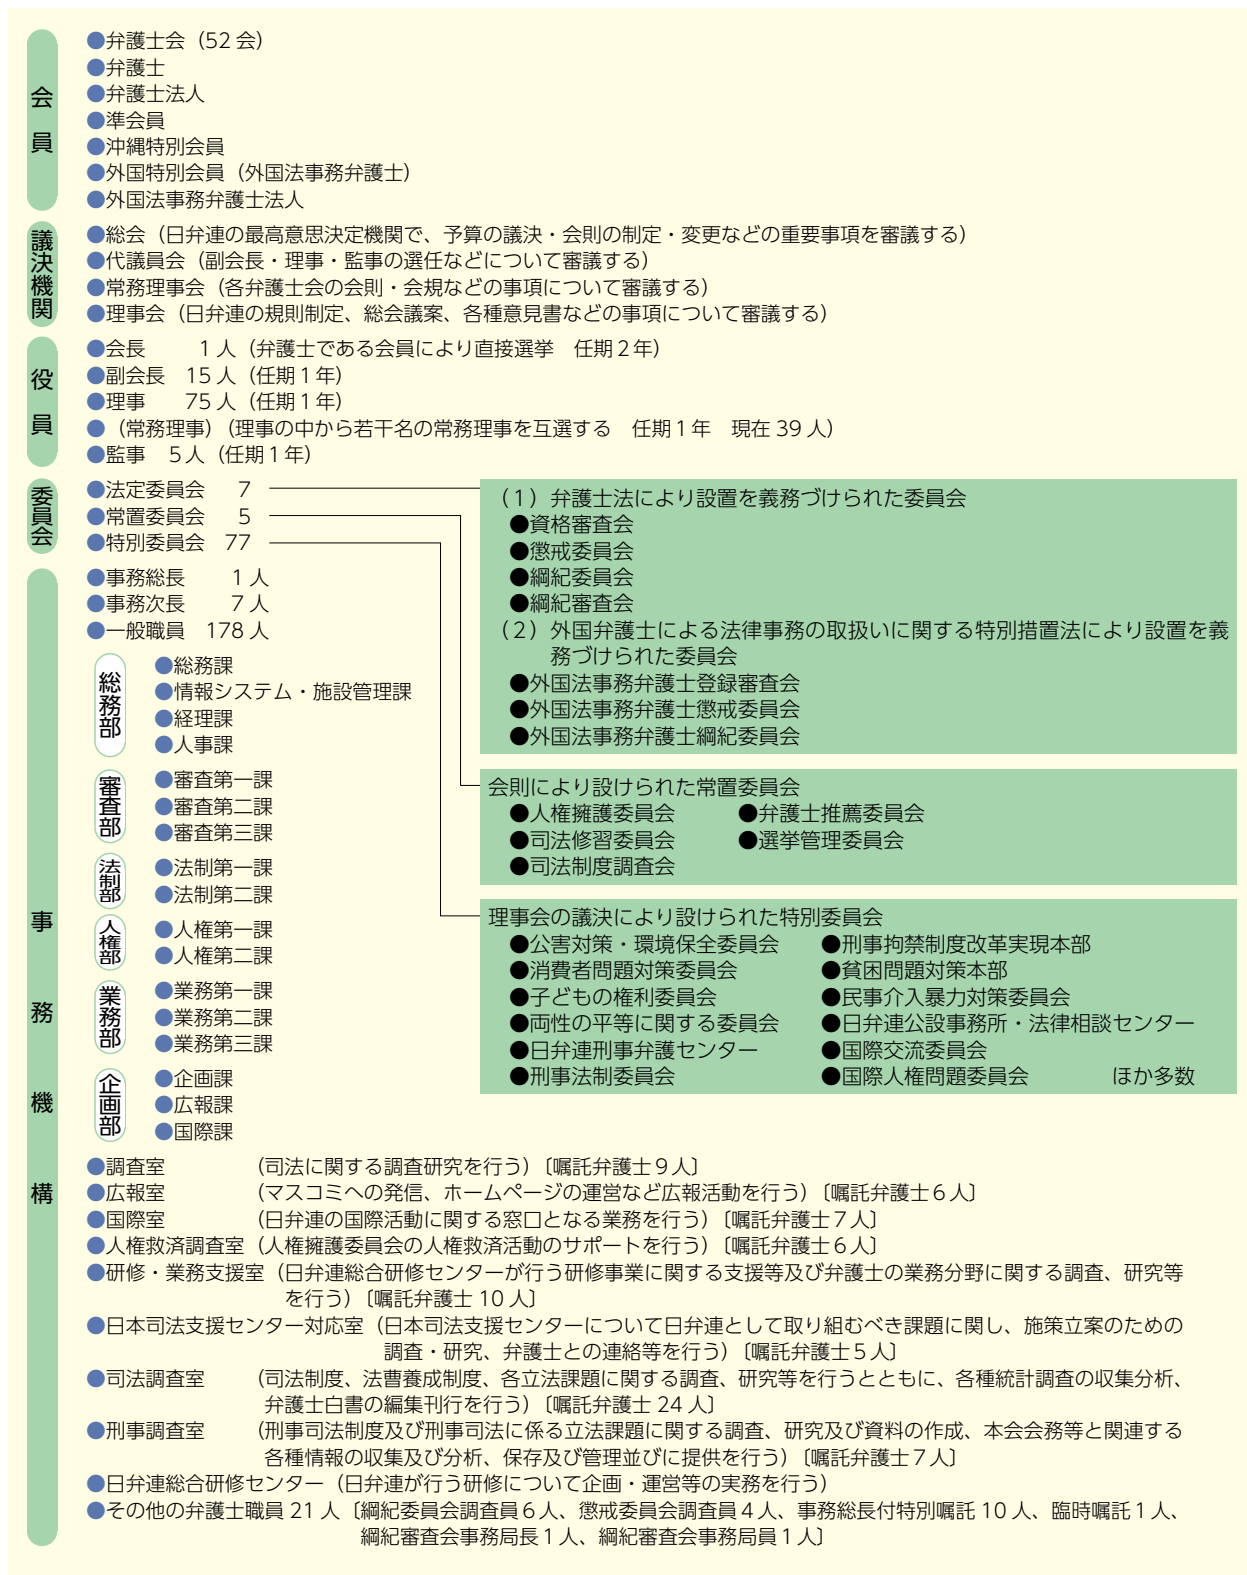 会員
●弁護士会（52 会）
●弁護士
●弁護士法人
●準会員
●沖縄特別会員
●外国特別会員（外国法事務弁護士）
●外国法事務弁護士法人
議決機関
●総会（日弁連の最高意思決定機関で、予算の議決・会則の制定・変更などの重要事項を審議する）
●代議員会（副会長・理事・監事の選任などについて審議する）
●常務理事会（各弁護士会の会則・会規などの事項について審議する）
●理事会（日弁連の規則制定、総会議案、各種意見書などの事項について審議する）
役員
●会長　　1 人（弁護士である会員により直接選挙　任期２年）
●副会長　15 人（任期１年）
●理事　　75 人（任期１年）
●（常務理事）（理事の中から若干名の常務理事を互選する　任期１年　現在 39 人）
●監事　５人（任期１年）
委員会
●法定委員会　7
●常置委員会　5
●特別委員会　77
（１）弁護士法により設置を義務づけられた委員会
●資格審査会
●懲戒委員会
●綱紀委員会
●綱紀審査会
（２）外国弁護士による法律事務の取扱いに関する特別措置法により設置を義
務づけられた委員会
●外国法事務弁護士登録審査会
●外国法事務弁護士懲戒委員会
●外国法事務弁護士綱紀委員会
会則により設けられた常置委員会
●人権擁護委員会　●弁護士推薦委員会
●司法修習委員会　●選挙管理委員会
●司法制度調査会
理事会の議決により設けられた特別委員会
●公害対策・環境保全委員会　●刑事拘禁制度改革実現本部
●消費者問題対策委員会　●貧困問題対策本部
●子どもの権利委員会　●民事介入暴力対策委員会
●両性の平等に関する委員会　●日弁連公設事務所・法律相談センター
●日弁連刑事弁護センター　●国際交流委員会
●刑事法制委員会　●国際人権問題委員会　ほか多数
事務機構
●事務総長　1 人
●事務次長　7 人
●一般職員　178 人
総務部
●総務課
●情報システム・施設管理課
●経理課
●人事課
審査部
●審査第一課
●審査第二課
●審査第三課
法制部
●法制第一課
●法制第二課
人権部
●人権第一課
●人権第二課
業務部
●業務第一課
●業務第二課
●業務第三課
企画部
●企画課
●広報課
●国際課
●調査室　（司法に関する調査研究を行う）〔嘱託弁護士９人〕
●広報室　（マスコミへの発信、ホームページの運営など広報活動を行う）〔嘱託弁護士６人〕
●国際室　（日弁連の国際活動に関する窓口となる業務を行う）〔嘱託弁護士７人〕
●人権救済調査室（人権擁護委員会の人権救済活動のサポートを行う）〔嘱託弁護士６人〕
●研修・業務支援室（日弁連総合研修センターが行う研修事業に関する支援等及び弁護士の業務分野に関する調査、研究等
を行う）〔嘱託弁護士 10 人〕
●日本司法支援センター対応室（日本司法支援センターについて日弁連として取り組むべき課題に関し、施策立案のための
調査・研究、弁護士との連絡等を行う）〔嘱託弁護士５人〕
●司法調査室　（司法制度、法曹養成制度、各立法課題に関する調査、研究等を行うとともに、各種統計調査の収集分析、
弁護士白書の編集刊行を行う）〔嘱託弁護士 24 人〕
●刑事調査室　（刑事司法制度及び刑事司法に係る立法課題に関する調査、研究及び資料の作成、本会会務等と関連する
各種情報の収集及び分析、保存及び管理並びに提供を行う）〔嘱託弁護士７人〕
●日弁連総合研修センター（日弁連が行う研修について企画・運営等の実務を行う）
●その他の弁護士職員 21 人〔綱紀委員会調査員６人、懲戒委員会調査員４人、事務総長付特別嘱託 10 人、臨時嘱託１人、
綱紀審査会事務局長１人、綱紀審査会事務局員１人〕